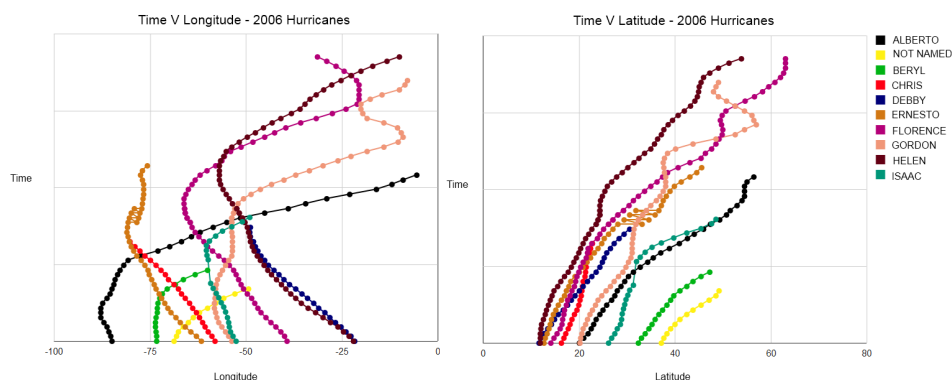 Time V Longitude - 2006 Hurricanes
Time
-100
-75
-50
-25
0
Longitude
Time V Latitude - 2006 Hurricanes
Time
0
20
40
60
80
Latitude
ALBERTO
NOT NAMED
BERYL
CHRIS
DEBBY
ERNESTO
FLORENCE
GORDON
HELEN
ISAAC